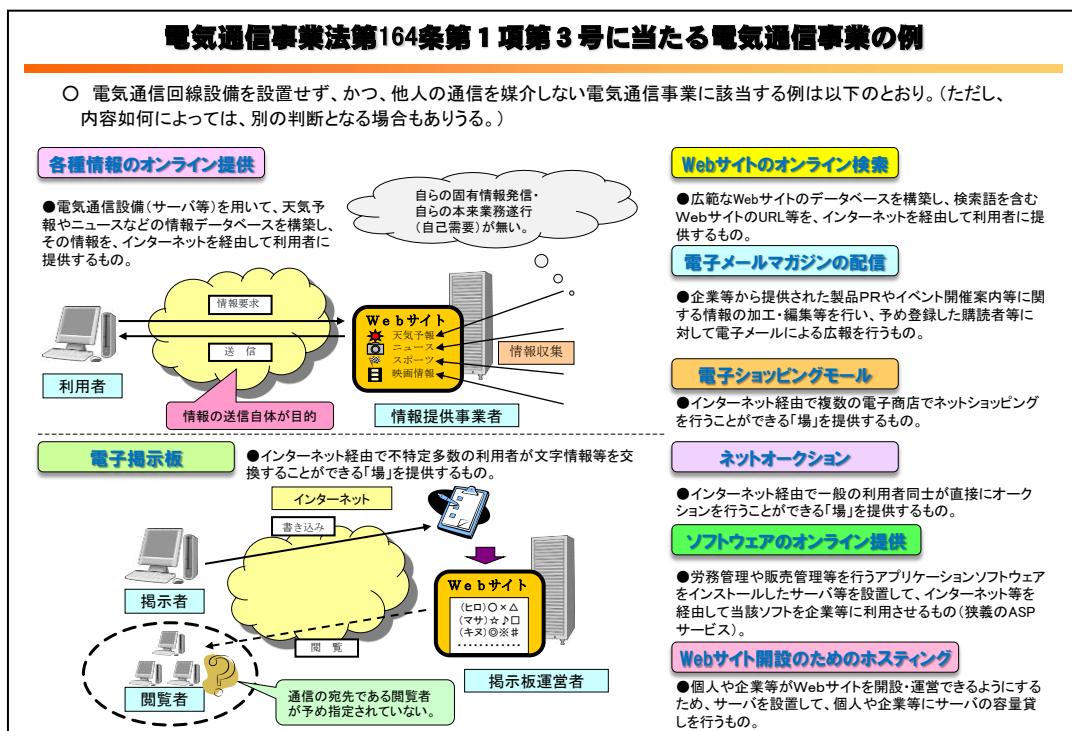 電気通信事業法第164条第１項第３号に当たる電気通信事業の例
○　電気通信回線設備を設置せず、かつ、他人の通信を媒介しない電気通信事業に該当する例は以下のとおり。（ただし、
内容如何によっては、別の判断となる場合もありうる。）
各種情報のオンライン提供
●電気通信設備（サーバ等）を用いて、天気予
報やニュースなどの情報データベースを構築し、
その情報を、インターネットを経由して利用者に
提供するもの。
自らの固有情報発信・
自らの本来業務遂行
（自己需要）が無い。
情報要求
送　信
利用者
情報の送信自体が目的
Ｗｅｂサイト
天気予報
ニュース
スポーツ
映画情報
情報収集
情報提供事業者
電子掲示板
●インターネット経由で不特定多数の利用者が文字情報等を交
換することができる「場」を提供するもの。
インターネット
書き込み
掲示者
Ｗｅｂサイト
(ヒロ)○×△
(マサ)☆♪□
(キヌ)◎※♯
・・・・・・・・・・・・
閲　覧
閲覧者
？
通信の宛先である閲覧者
が予め指定されていない。
掲示板運営者
Webサイトのオンライン検索
●広範なWebサイトのデータベースを構築し、検索語を含む
WebサイトのURL等を、インターネットを経由して利用者に提
供するもの。
電子メールマガジンの配信
●企業等から提供された製品PRやイベント開催案内等に関
する情報の加工・編集等を行い、予め登録した購読者等に
対して電子メールによる広報を行うもの。
電子ショッピングモール
●インターネット経由で複数の電子商店でネットショッピング
を行うことができる「場」を提供するもの。
ネットオークション
●インターネット経由で一般の利用者同士が直接にオーク
ションを行うことができる「場」を提供するもの。
ソフトウェアのオンライン提供
●労務管理や販売管理等を行うアプリケーションソフトウェア
をインストールしたサーバ等を設置して、インターネット等を
経由して当該ソフトを企業等に利用させるもの（狭義のASP
サービス）。
Webサイト開設のためのホスティング
●個人や企業等がWebサイトを開設・運営できるようにする
ため、サーバを設置して、個人や企業等にサーバの容量貸
しを行うもの。